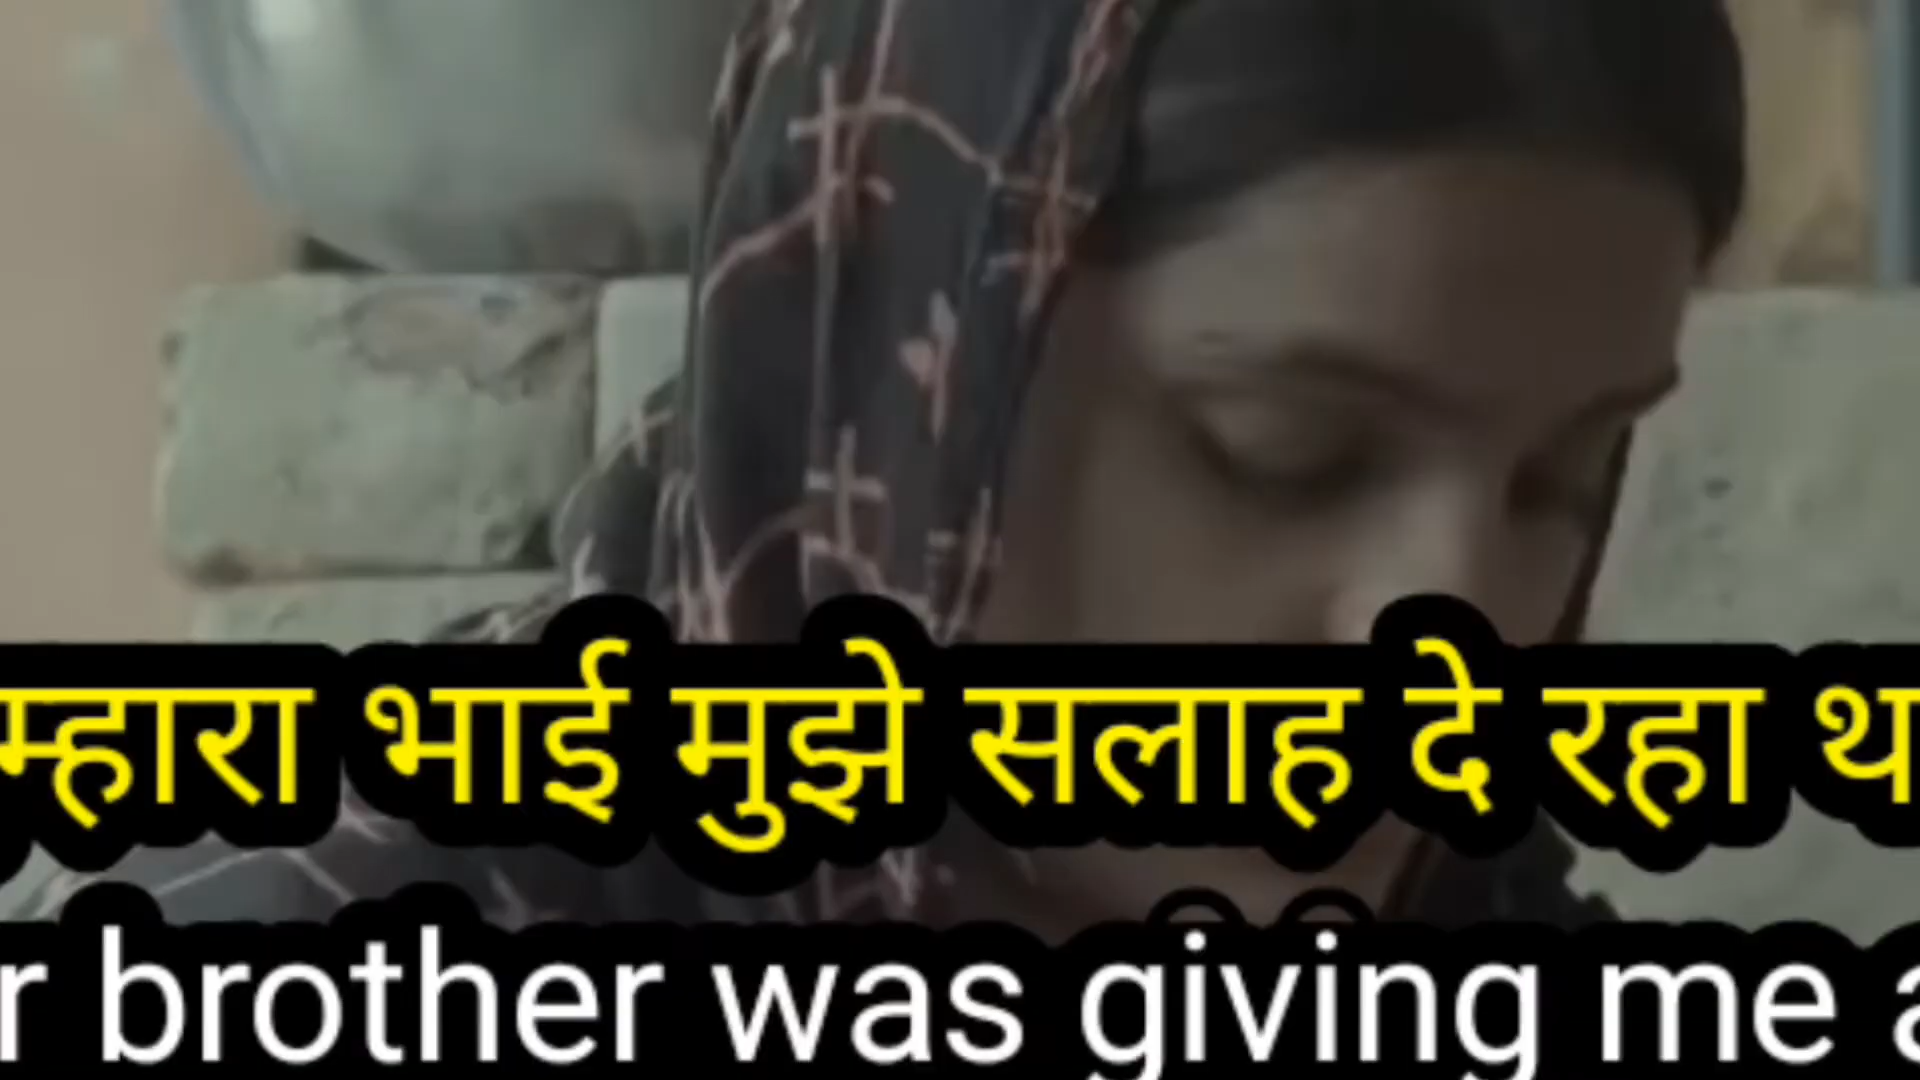 म्हारा भाई मुझे सलाह दे रहा थ
r brother was giving me a